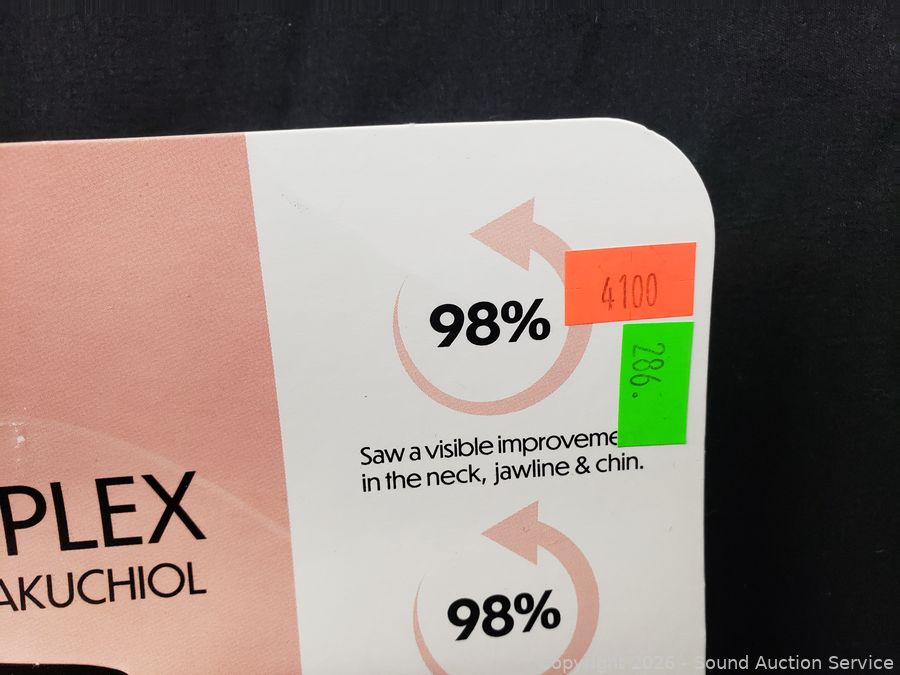 4100
98%
286.
Saw a visible improveme
in the neck, jawline & chin.
PLEX
AKUCHIOL
98%
Copyright 2026 - Sound Auction Service